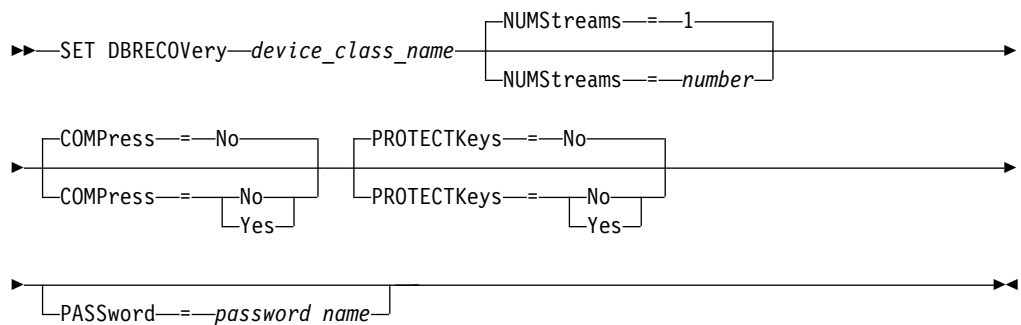 NUMStreams = 1
SET DBRECOVery device_class_name
NUMStreams = number
COMPress = No PROTECTKeys = No
COMPress = No PROTECTKeys = No
Yes Yes
PASSword = password name